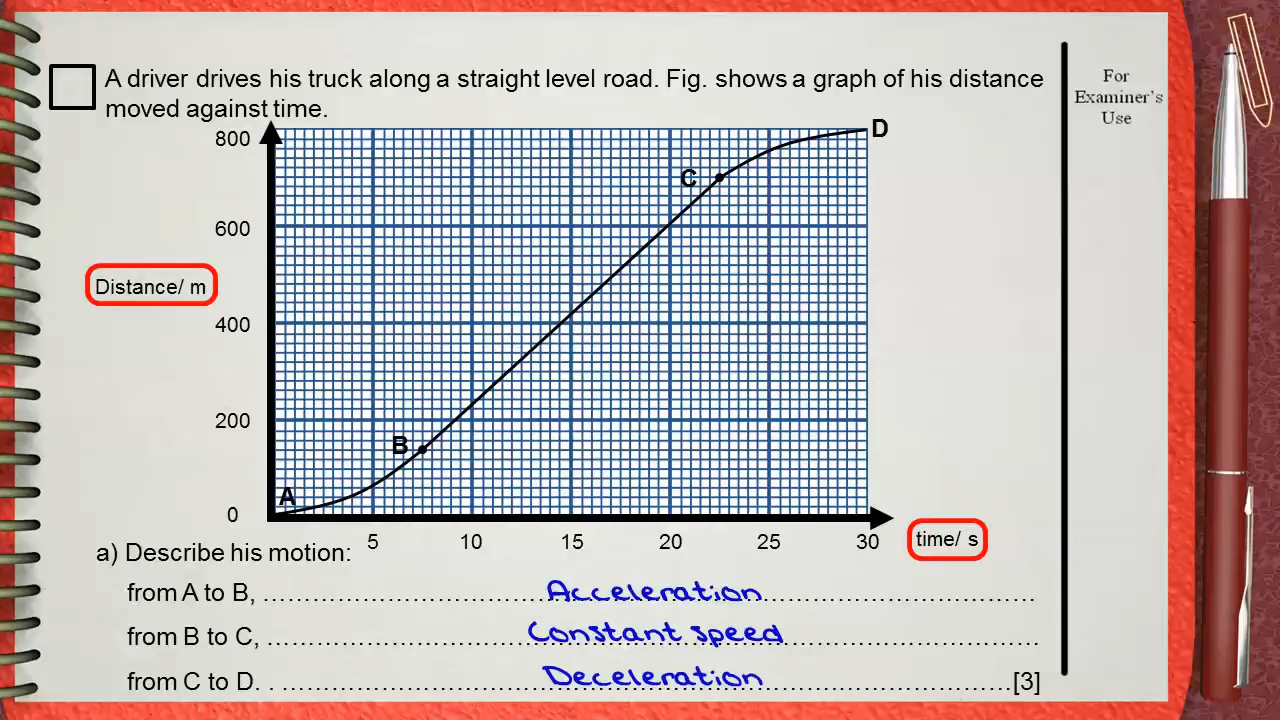 A driver drives his truck along a straight level road. Fig. shows a graph of his distance
moved against time.
For
Examiner's
Use
800
D
C
600
Distance/ m
400
200
B
A
0
5 10 15 20 25 30
time/ s
a) Describe his motion:
from A to B, Acceleration
from B to C, Constant speed
from C to D. Deceleration [3]